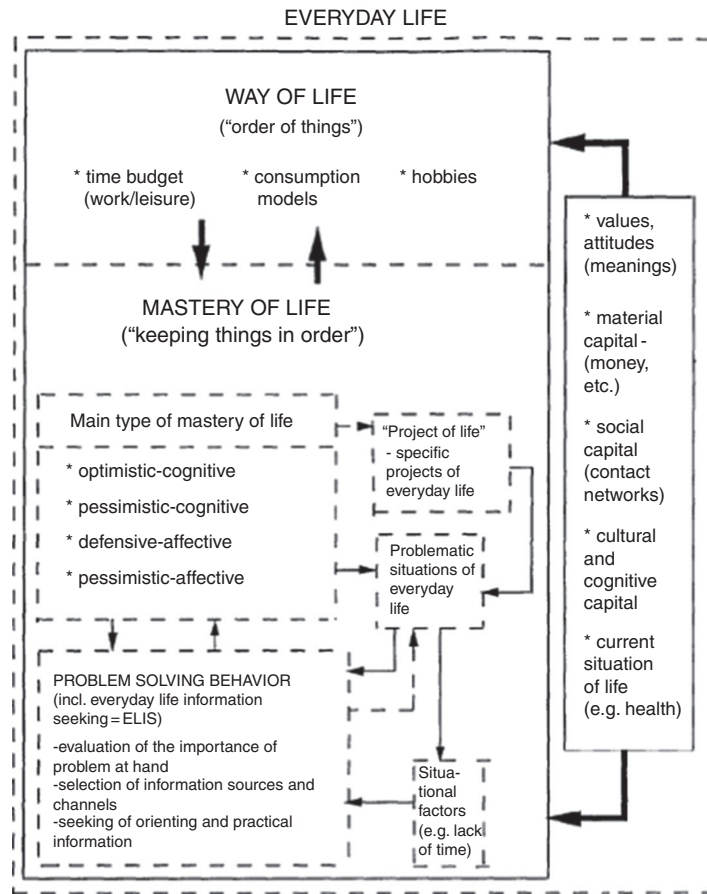 EVERYDAY LIFE
WAY OF LIFE
("order of things")
* time budget
(work/leisure)
* consumption
models
* hobbies
MASTERY OF LIFE
("keeping things in order")
Main type of mastery of life
* optimistic-cognitive
* pessimistic-cognitive
* defensive-affective
* pessimistic-affective
"Project of life"
- specific
projects of
everyday life
Problematic
situations of
everyday
life
PROBLEM SOLVING BEHAVIOR
(incl. everyday life information
seeking=ELIS)
-evaluation of the importance of
problem at hand
-selection of information sources and
channels
-seeking of orienting and practical
information
Situa-
tional
factors
(e.g. lack
of time)
* values,
attitudes
(meanings)
* material
capital-
(money,
etc.)
* social
capital
(contact
networks)
* cultural
and
cognitive
capital
* current
situation
of life
(e.g. health)